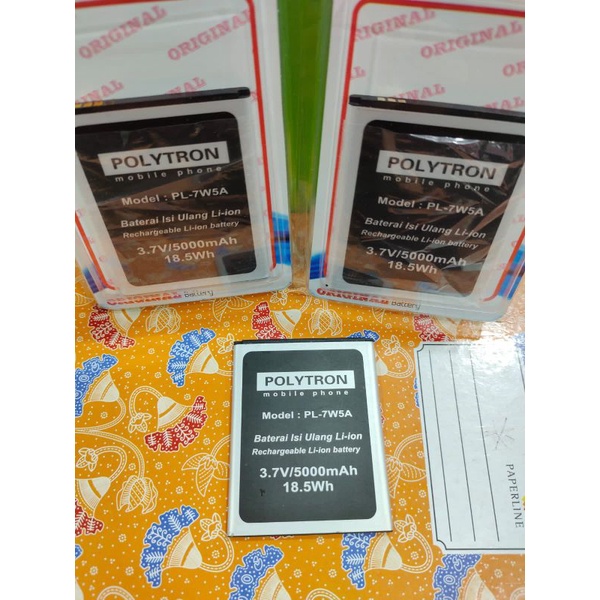 ORIGINAL
ORIGINAL
ORIGINAL
ORIGINAL
ORIGINAL
POLYTRON
mobile phone
Model : PL-7W5A
Baterai Isi Ulang Li-ion
Rechargeable Li-ion battery
3.7V/5000mAh
18.5Wh
ORIGINAL Battery
POLYTRON
mobile phone
Model : PL-7W5A
Baterai Isi Ulang Li-ion
Rechargeable Li-ion battery
3.7V/5000mAh
18.5Wh
ORIGINAL Battery
POLYTRON
mobile phone
Model : PL-7W5A
Baterai Isi Ulang Li-ion
Rechargeable Li-ion battery
3.7V/5000mAh
18.5Wh
PAPERLINE